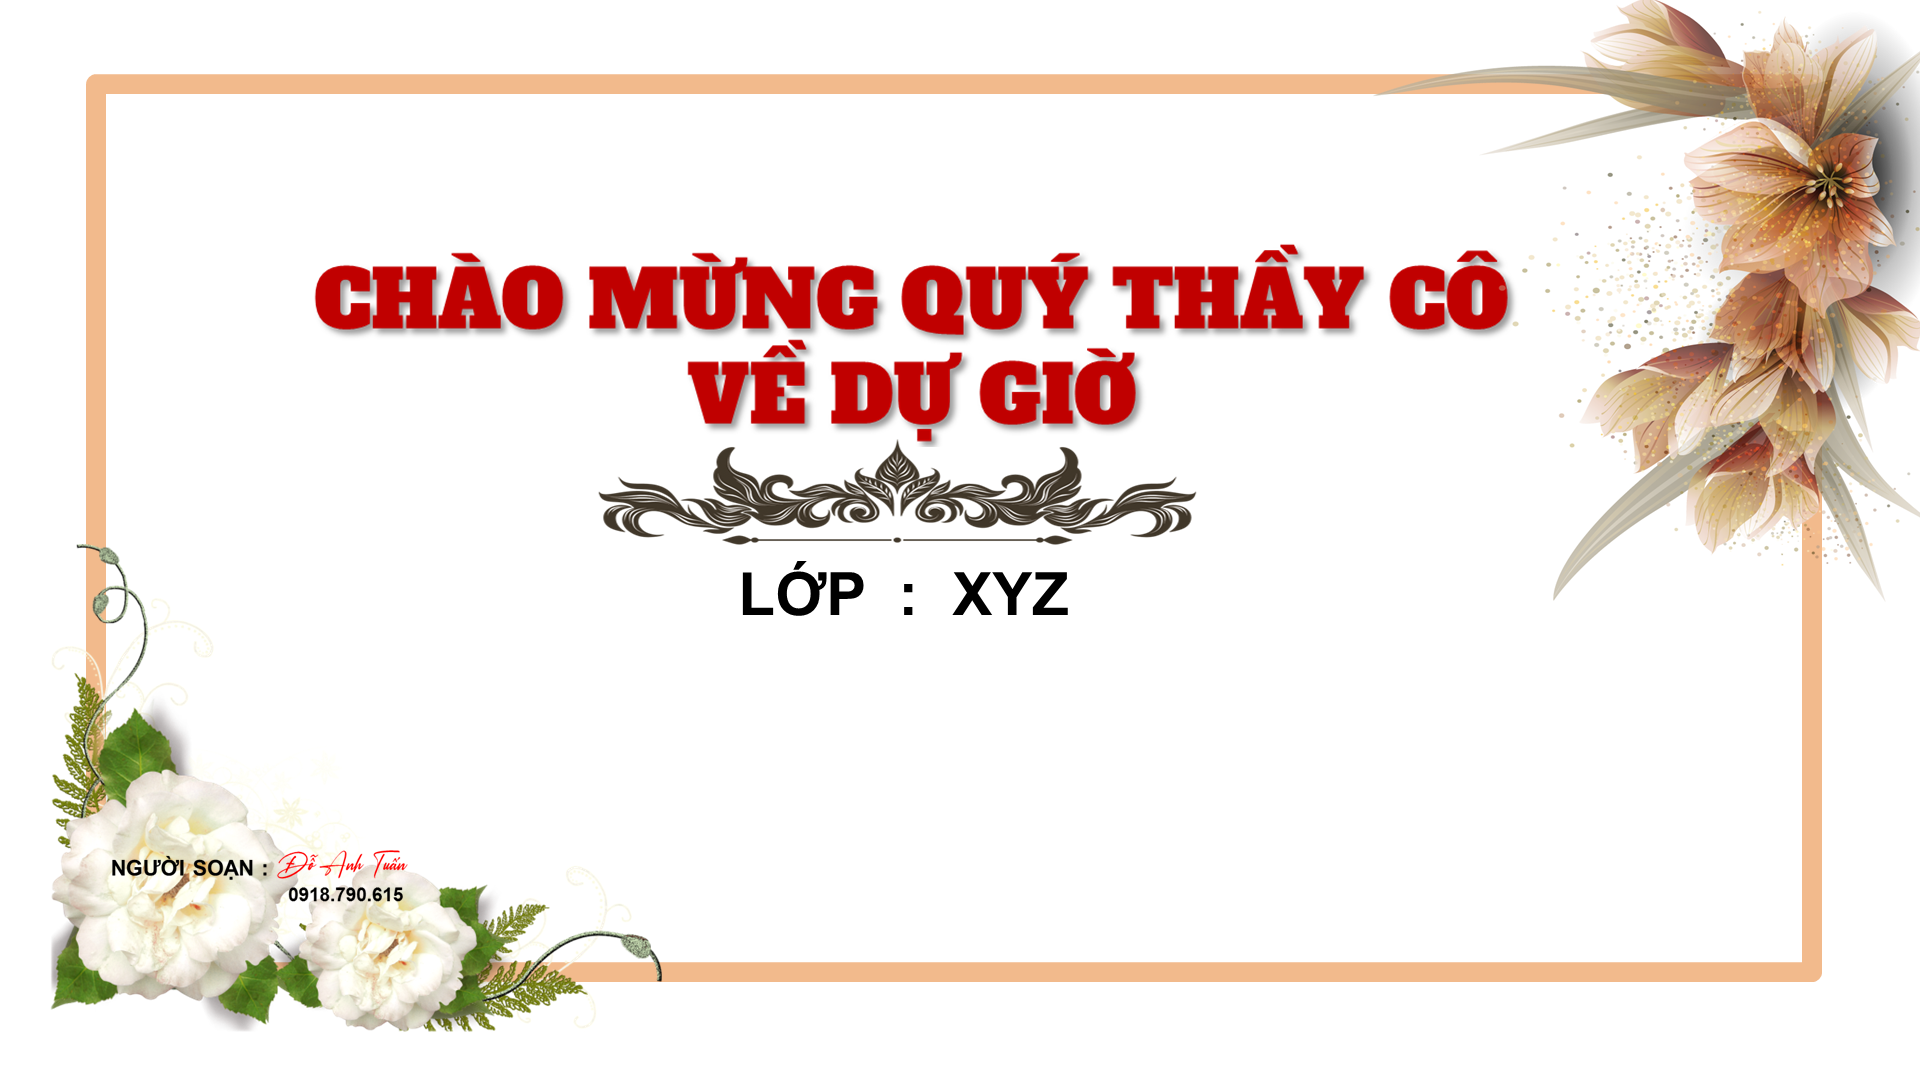 CHÀO MỪNG QUÝ THẦY CÔ
VỀ DỰ GIỜ
LỚP : XYZ
NGƯỜI SOẠN : Đỗ Anh Tuấn
0918.790.615